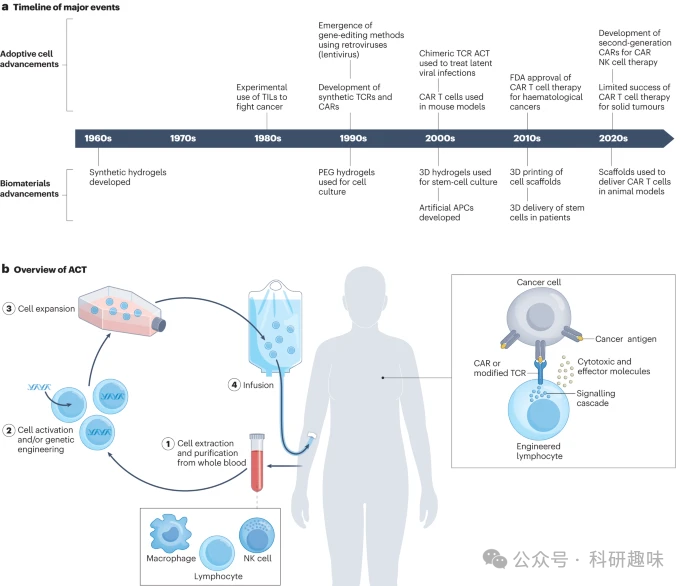 a Timeline of major events
Adoptive cell
advancements
Emergence of
gene-editing methods
using retroviruses
(lentivirus)
Chimeric TCR ACT
used to treat latent
viral infections
Development of
second-generation
CARs for CAR
NK cell therapy
Experimental
use of TILs to
fight cancer
Development of
synthetic TCRs and
CARs
CAR T cells used
in mouse models
FDA approval of
CAR T cell therapy
for haematological
cancers
Limited success of
CAR T cell therapy
for solid tumours
1960s 1970s 1980s 1990s 2000s 2010s 2020s
Biomaterials
advancements
Synthetic hydrogels
developed
PEG hydrogels
used for cell
culture
3D hydrogels used
for stem-cell culture
Artificial APCs
developed
3D printing of
cell scaffolds
3D delivery of stem
cells in patients
Scaffolds used to
deliver CAR T cells
in animal models
b Overview of ACT
3 Cell expansion
4 Infusion
2 Cell activation
and/or genetic
engineering
1 Cell extraction
and purification
from whole blood
Macrophage
Lymphocyte
NK cell
Cancer cell
Cancer antigen
CAR or
modified TCR
Cytotoxic and
effector molecules
Signalling
cascade
Engineered
lymphocyte
公众号 · 科研趣味